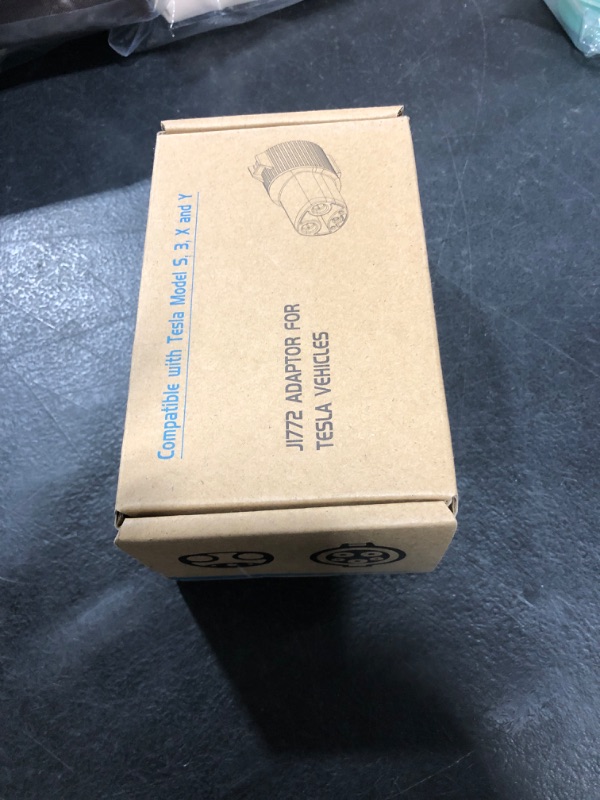 Compatible with Tesla Model S, 3, X and Y
J1772 ADAPTOR FOR
TESLA VEHICLES